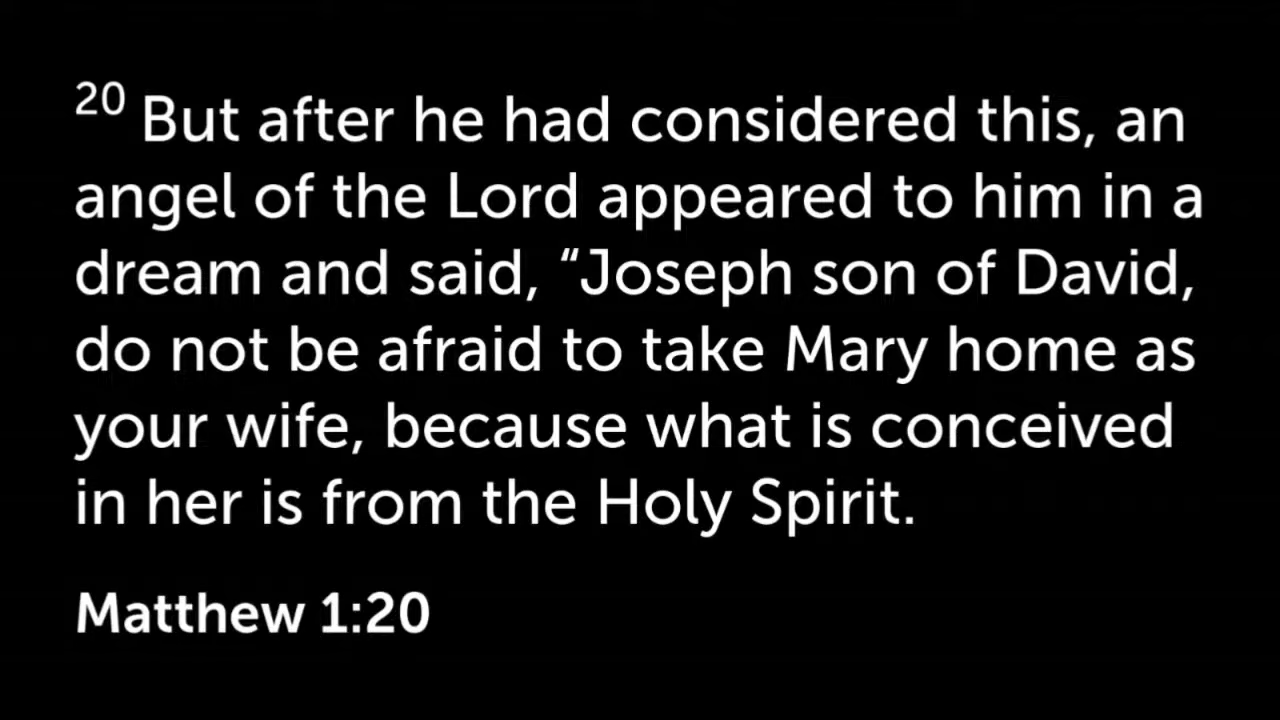 20 But after he had considered this, an
angel of the Lord appeared to him in a
dream and said, “Joseph son of David,
do not be afraid to take Mary home as
your wife, because what is conceived
in her is from the Holy Spirit.
Matthew 1:20